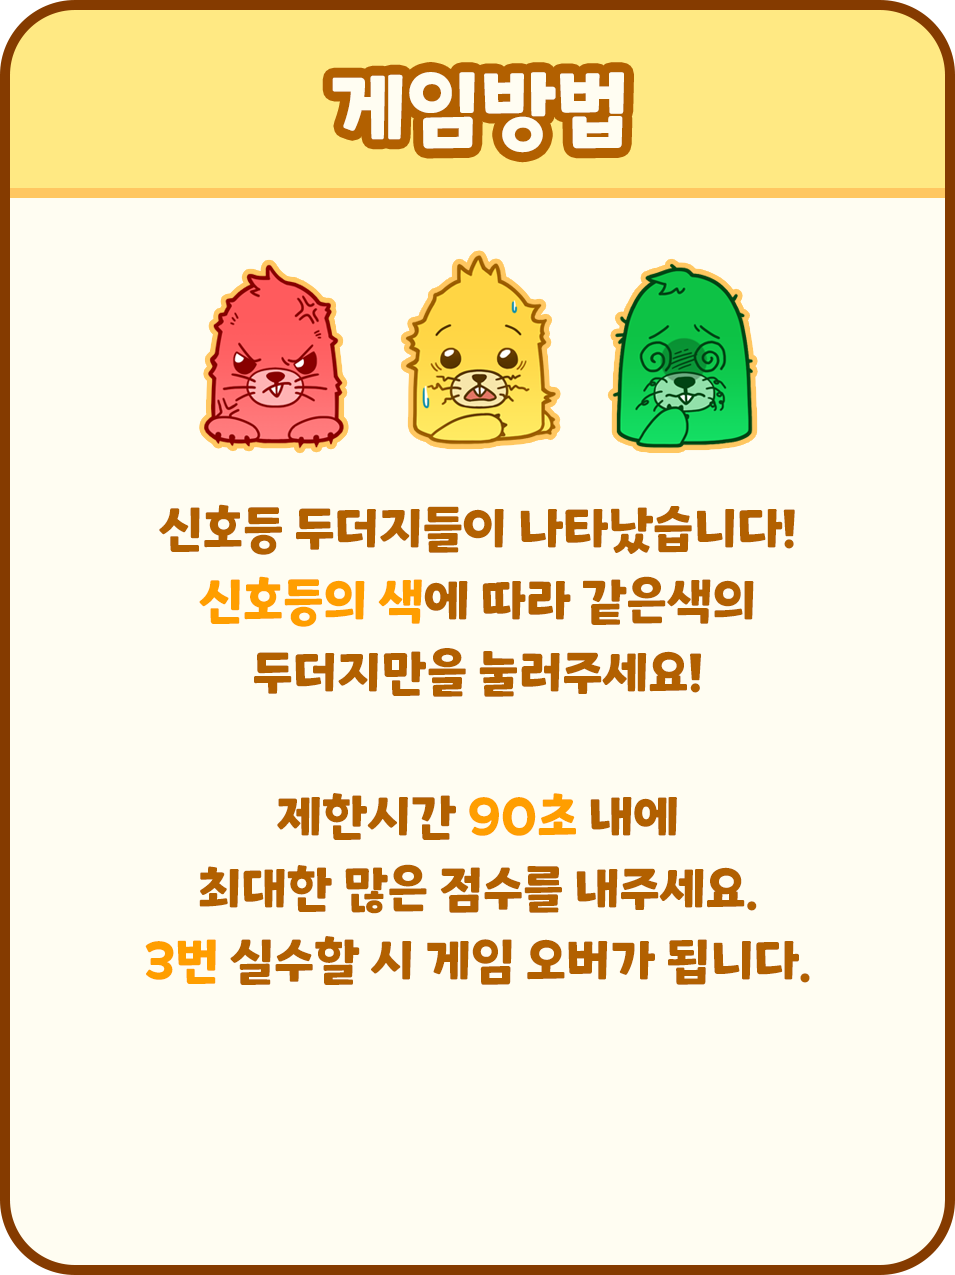 게임방법
신호등 두더지들이 나타났습니다!
신호등의 색에 따라 같은색의
두더지만을 눌러주세요!
제한시간 90초 내에
최대한 많은 점수를 내주세요.
3번 실수할 시 게임 오버가 됩니다.